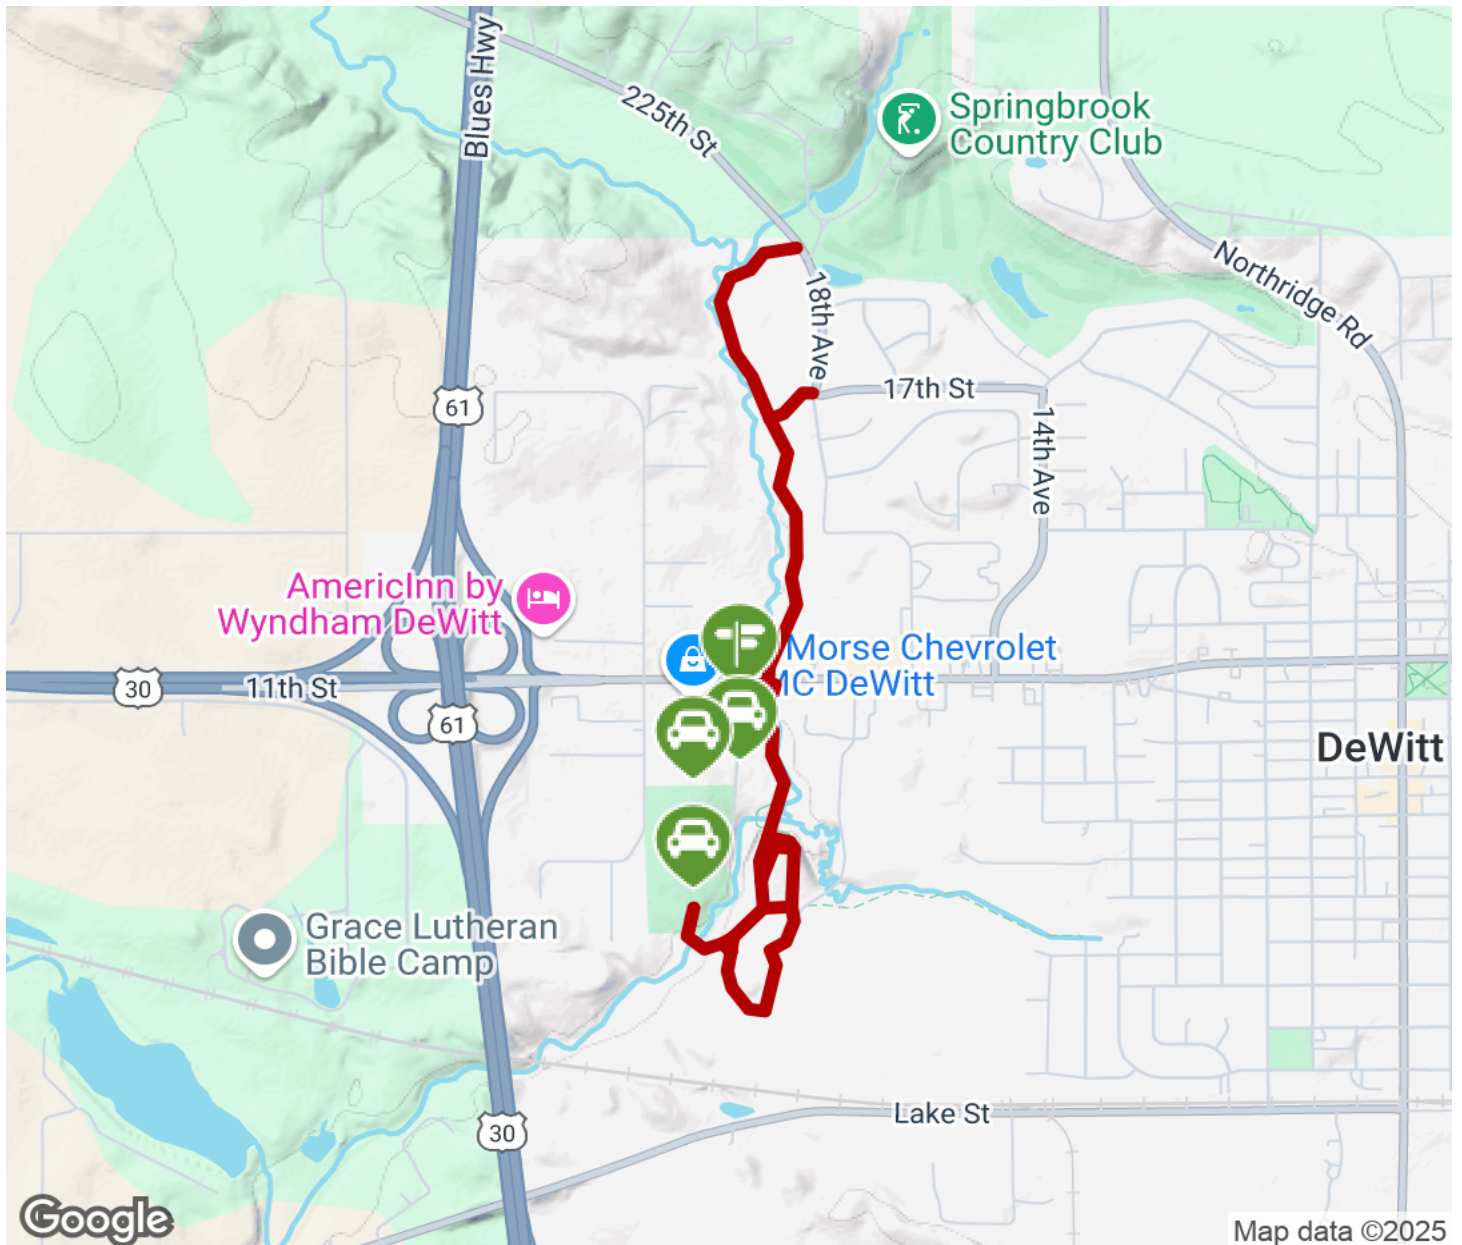 Blues Hwy
225th St
Springbrook
Country Club
Northridge Rd
18th Ave
17th St
61
14th Ave
AmericInn by
Wyndham DeWitt
Morse Chevrolet
MC DeWitt
30
11th St
61
DeWitt
Grace Lutheran
Bible Camp
Lake St
30
Google
Map data ©2025